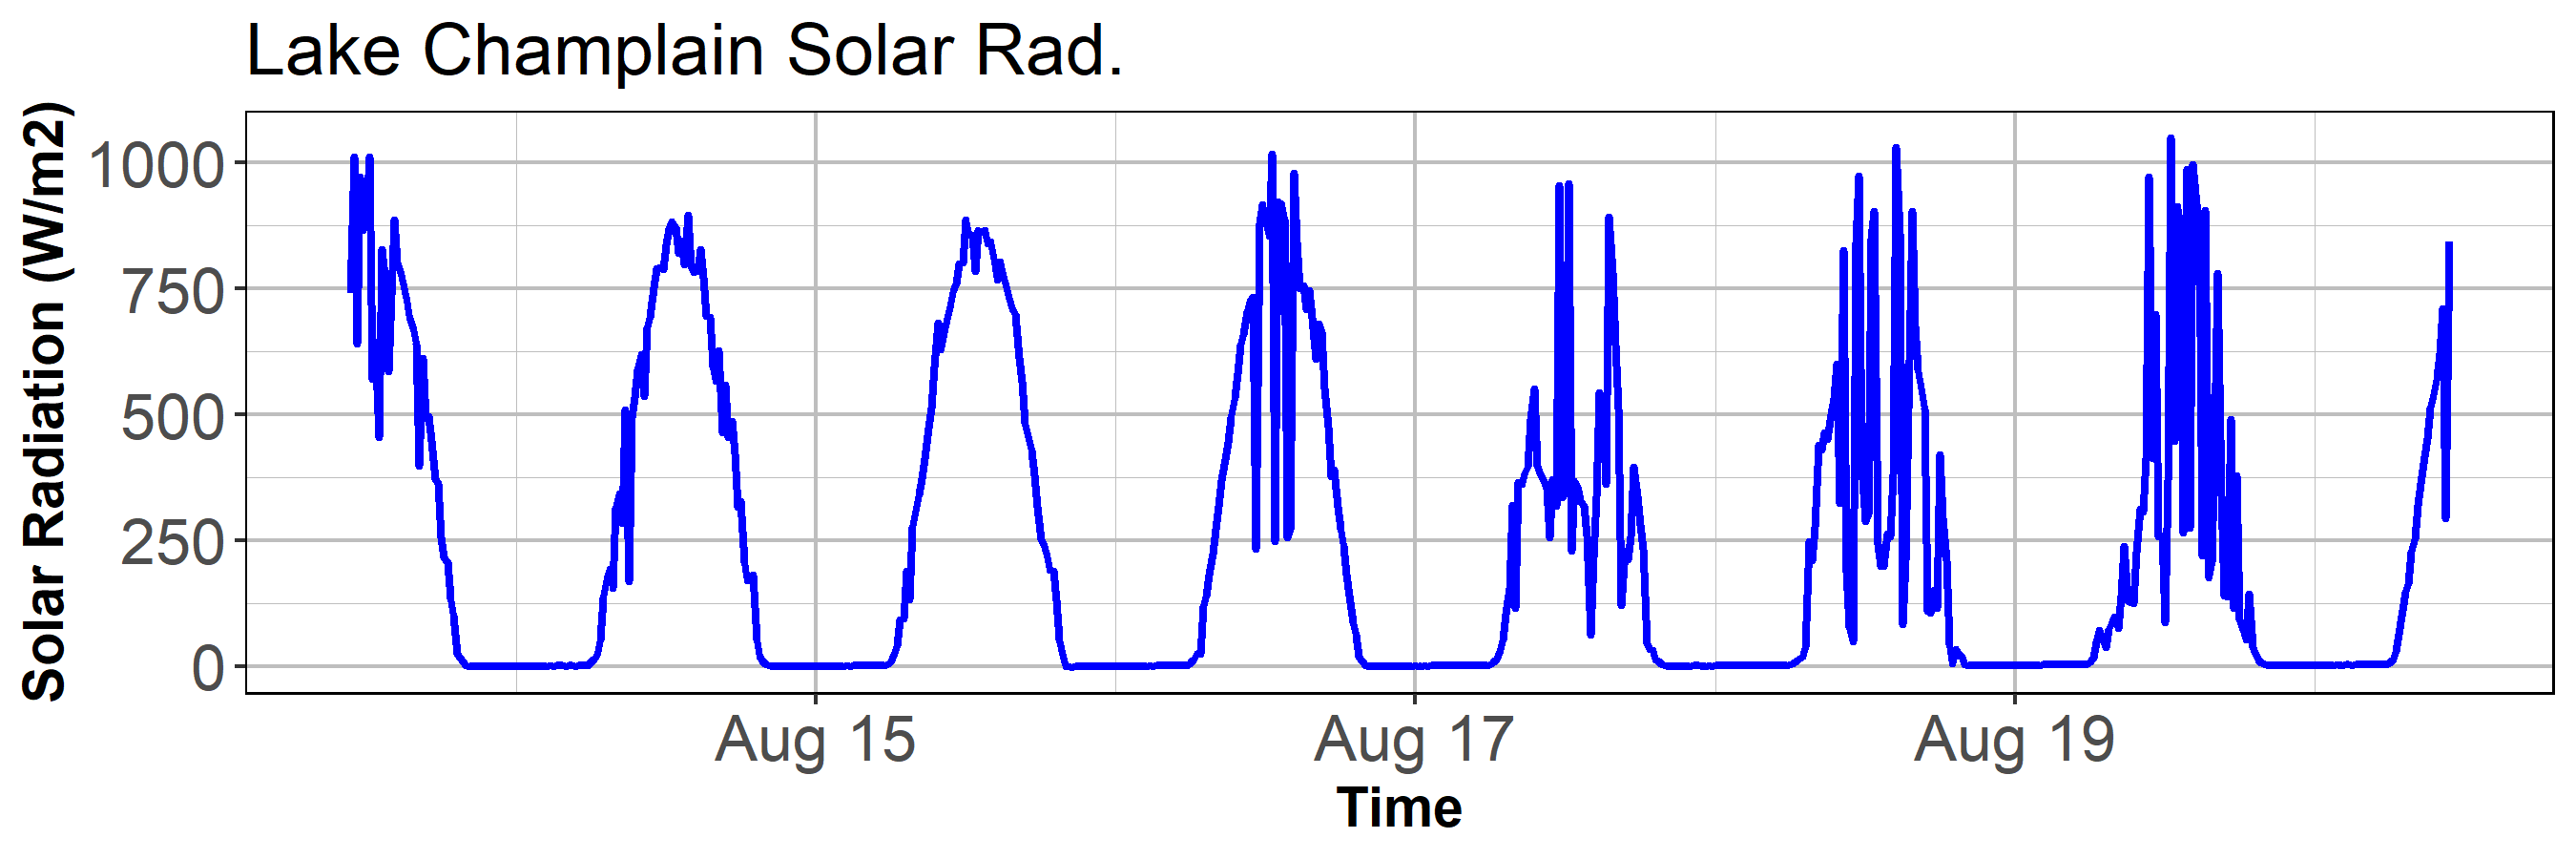 Lake Champlain Solar Rad.
Solar Radiation (W/m2)
1000
750
500
250
0
Aug 15 Aug 17 Aug 19
Time